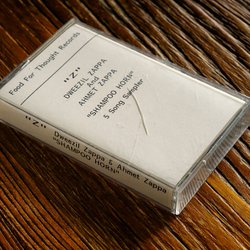 Food For Thought Records
"Z"
DWEEZIL ZAPPA
And
AHMET ZAPPA
"SHAMPOO HORN"
5 Song Sampler
"Z"
Dweezil Zappa & Ahmet Zappa
"SHAMPOO HORN"